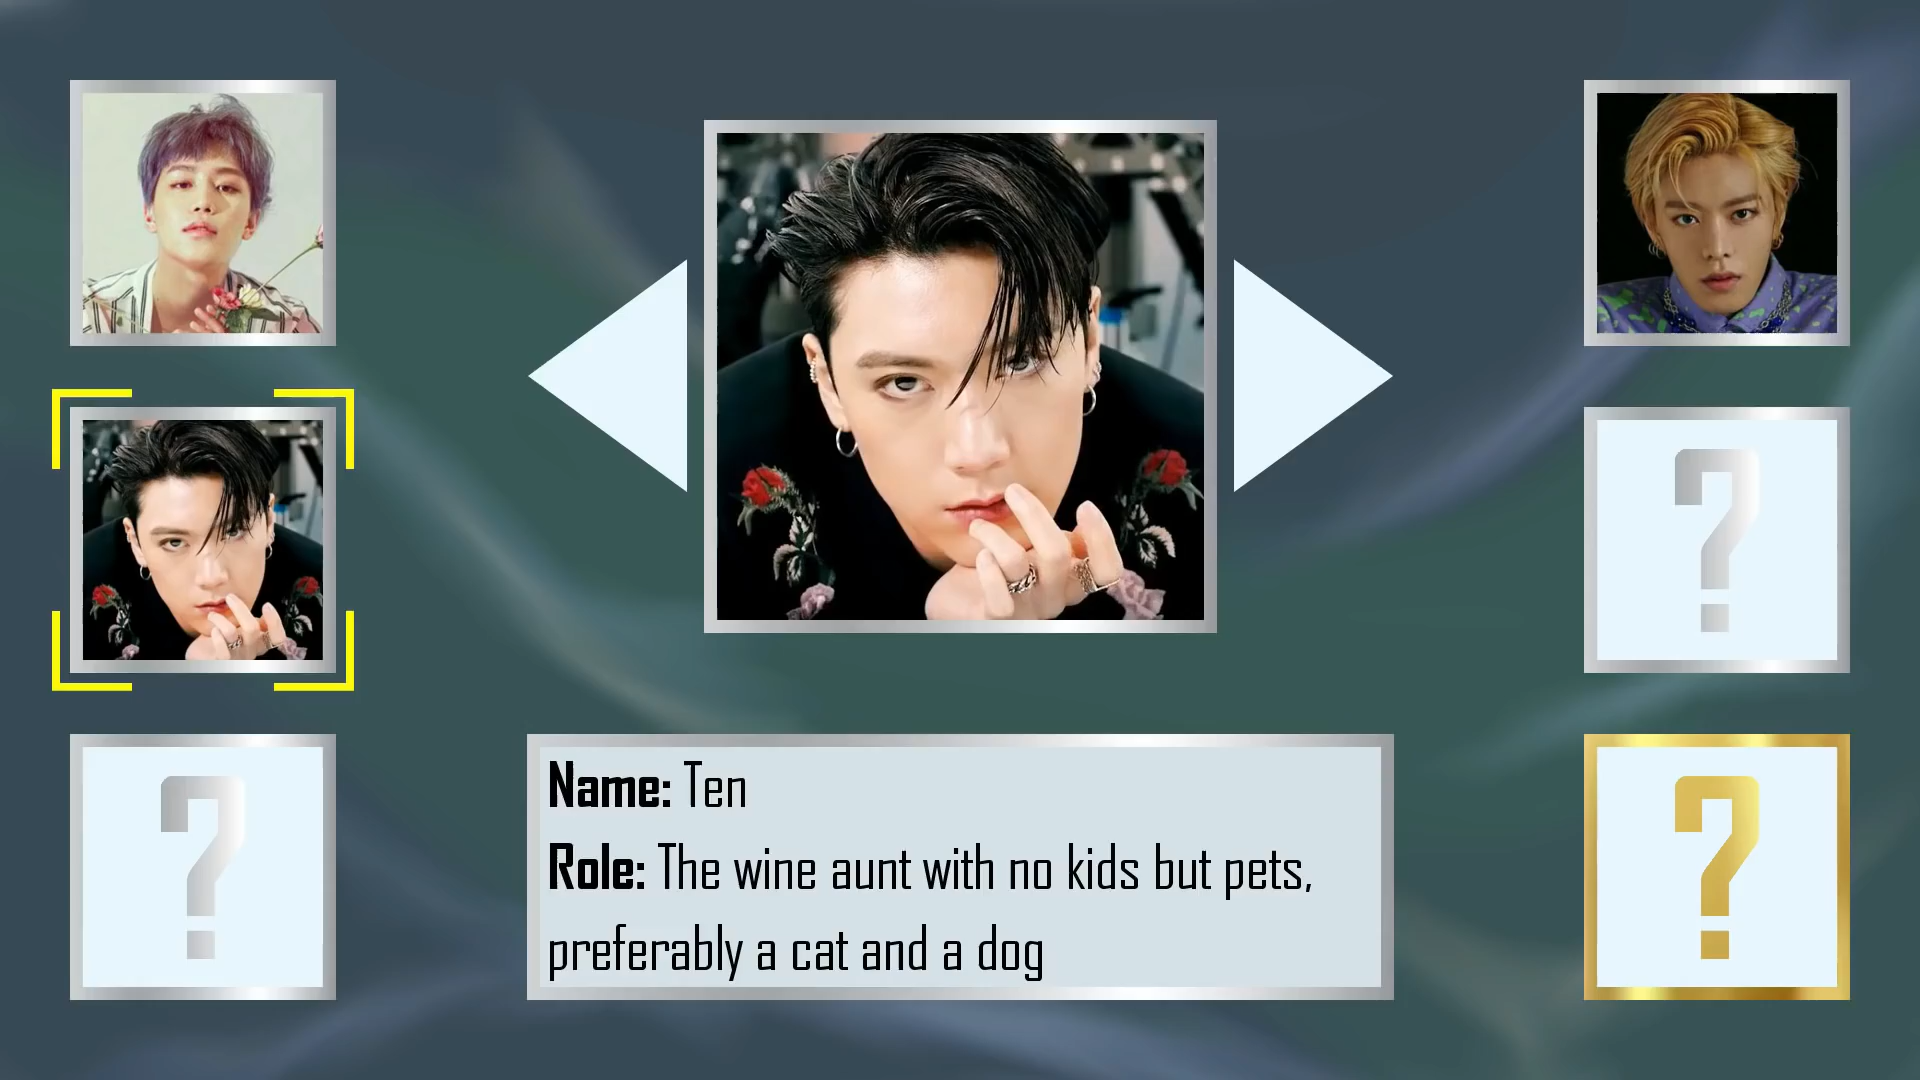 ?
?
?
Name: Ten
Role: The wine aunt with no kids but pets,
preferably a cat and a dog